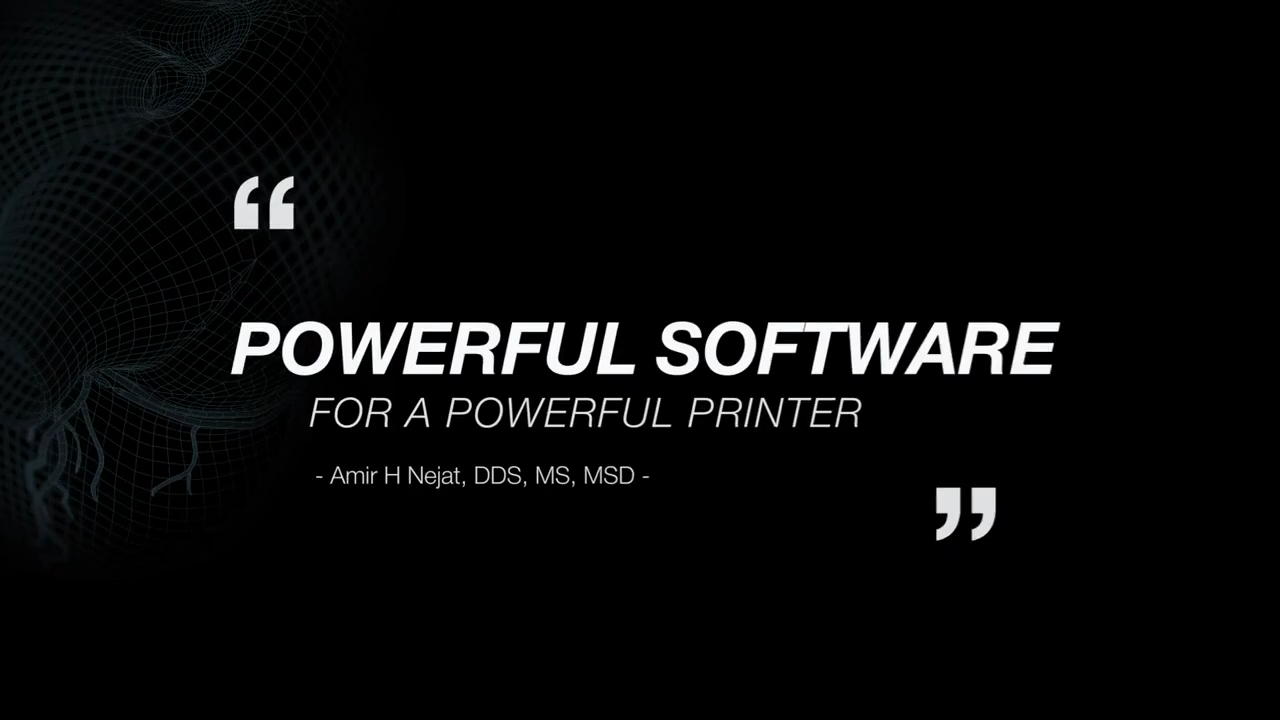 “
POWERFUL SOFTWARE
FOR A POWERFUL PRINTER
- Amir H Nejat, DDS, MS, MSD -
”